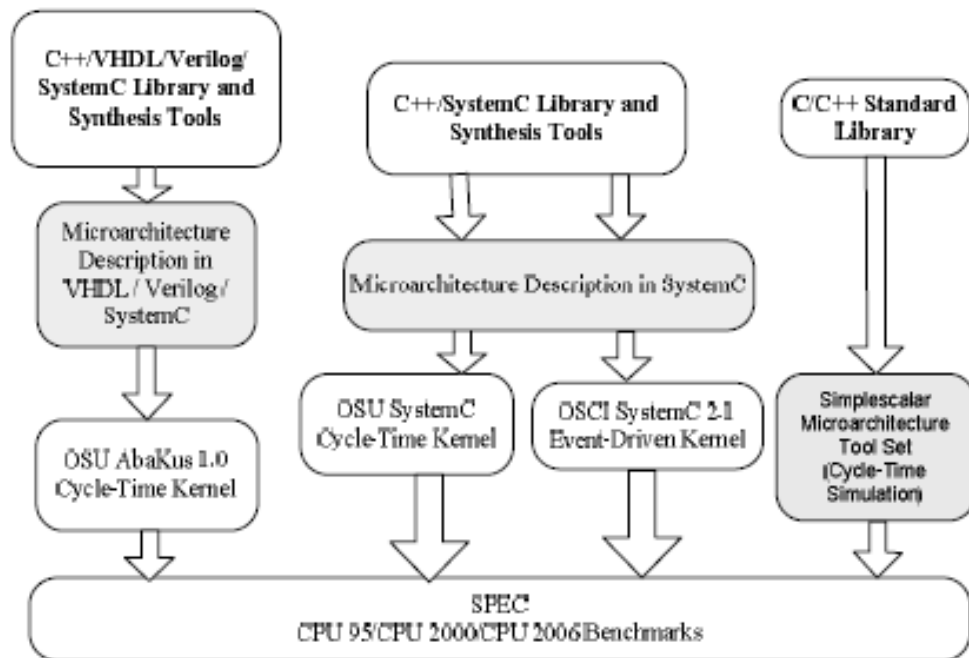 C++/VHDL/Verilog/
SystemC Library and
Synthesis Tools
C++/SystemC Library and
Synthesis Tools
C/C++ Standard
Library
Microarchitecture
Description in
VHDL / Verilog /
SystemC
Microarchitecture Description in SystemC
OSU AbaKus 1.0
Cycle-Time Kernel
OSU SystemC
Cycle-Time Kernel
OSCI SystemC 2.1
Event-Driven Kernel
Simplescalar
Microarchitecture
Tool Set
(Cycle-Time
Simulation)
SPEC
CPU 95/CPU 2000/CPU 2006 Benchmarks